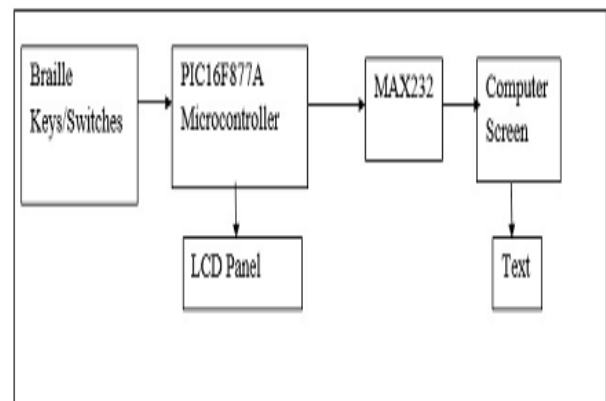 Braille
Keys/Switches
PIC16F877A
Microcontroller
MAX232
Computer
Screen
LCD Panel
Text